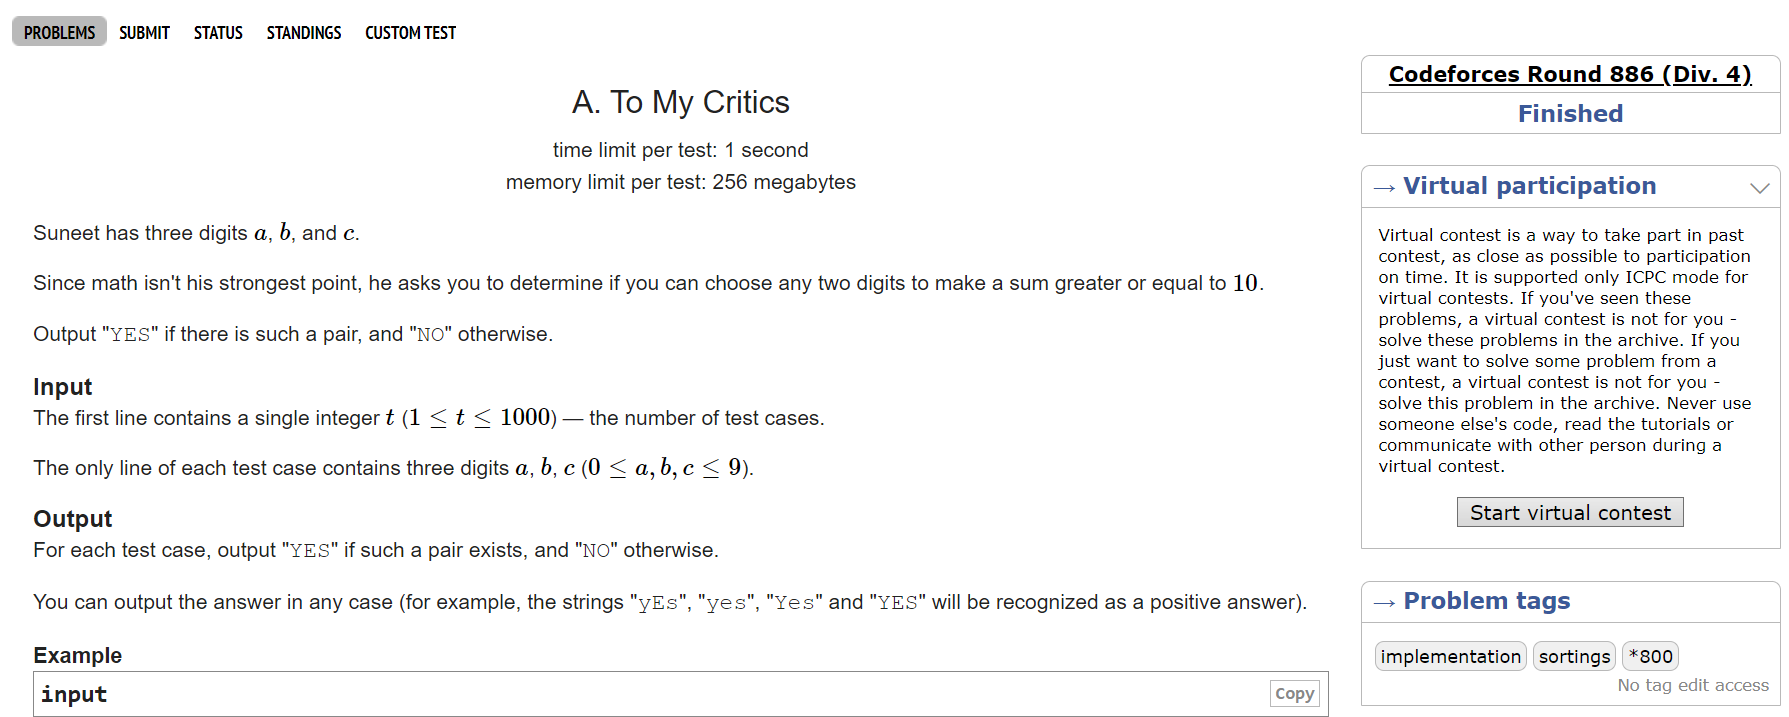 PROBLEMS SUBMIT STATUS STANDINGS CUSTOM TEST
A. To My Critics
time limit per test: 1 second
memory limit per test: 256 megabytes
Suneet has three digits a, b, and c.
Since math isn't his strongest point, he asks you to determine if you can choose any two digits to make a sum greater or equal to 10.
Output "YES" if there is such a pair, and "NO" otherwise.
Input
The first line contains a single integer t (1 ≤ t ≤ 1000) — the number of test cases.
The only line of each test case contains three digits a, b, c (0 ≤ a, b, c ≤ 9).
Output
For each test case, output "YES" if such a pair exists, and "NO" otherwise.
You can output the answer in any case (for example, the strings "yEs", "yes", "Yes" and "YES" will be recognized as a positive answer).
Example
input
Copy
Codeforces Round 886 (Div. 4)
Finished
→ Virtual participation
Virtual contest is a way to take part in past
contest, as close as possible to participation
on time. It is supported only ICPC mode for
virtual contests. If you've seen these
problems, a virtual contest is not for you -
solve these problems in the archive. If you
just want to solve some problem from a
contest, a virtual contest is not for you -
solve this problem in the archive. Never use
someone else's code, read the tutorials or
communicate with other person during a
virtual contest.
Start virtual contest
→ Problem tags
implementation sortings *800
No tag edit access